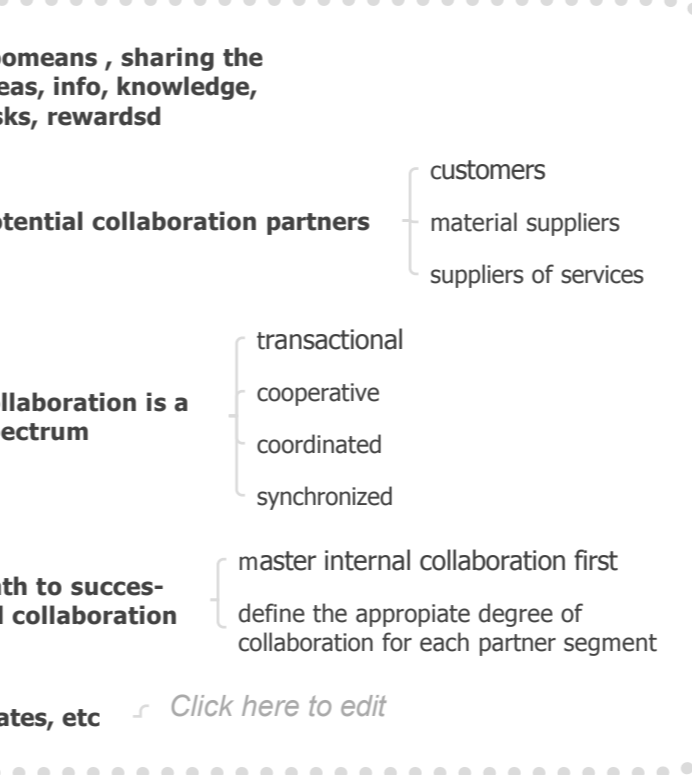 omeans , sharing the
eas, info, knowledge,
sks, rewardsd
customers
otential collaboration partners
material suppliers
suppliers of services
transactional
cooperative
ollaboration is a
pectrum
coordinated
synchronized
master internal collaboration first
ath to succes-
l collaboration
define the appropiate degree of
collaboration for each partner segment
ates, etc
Click here to edit